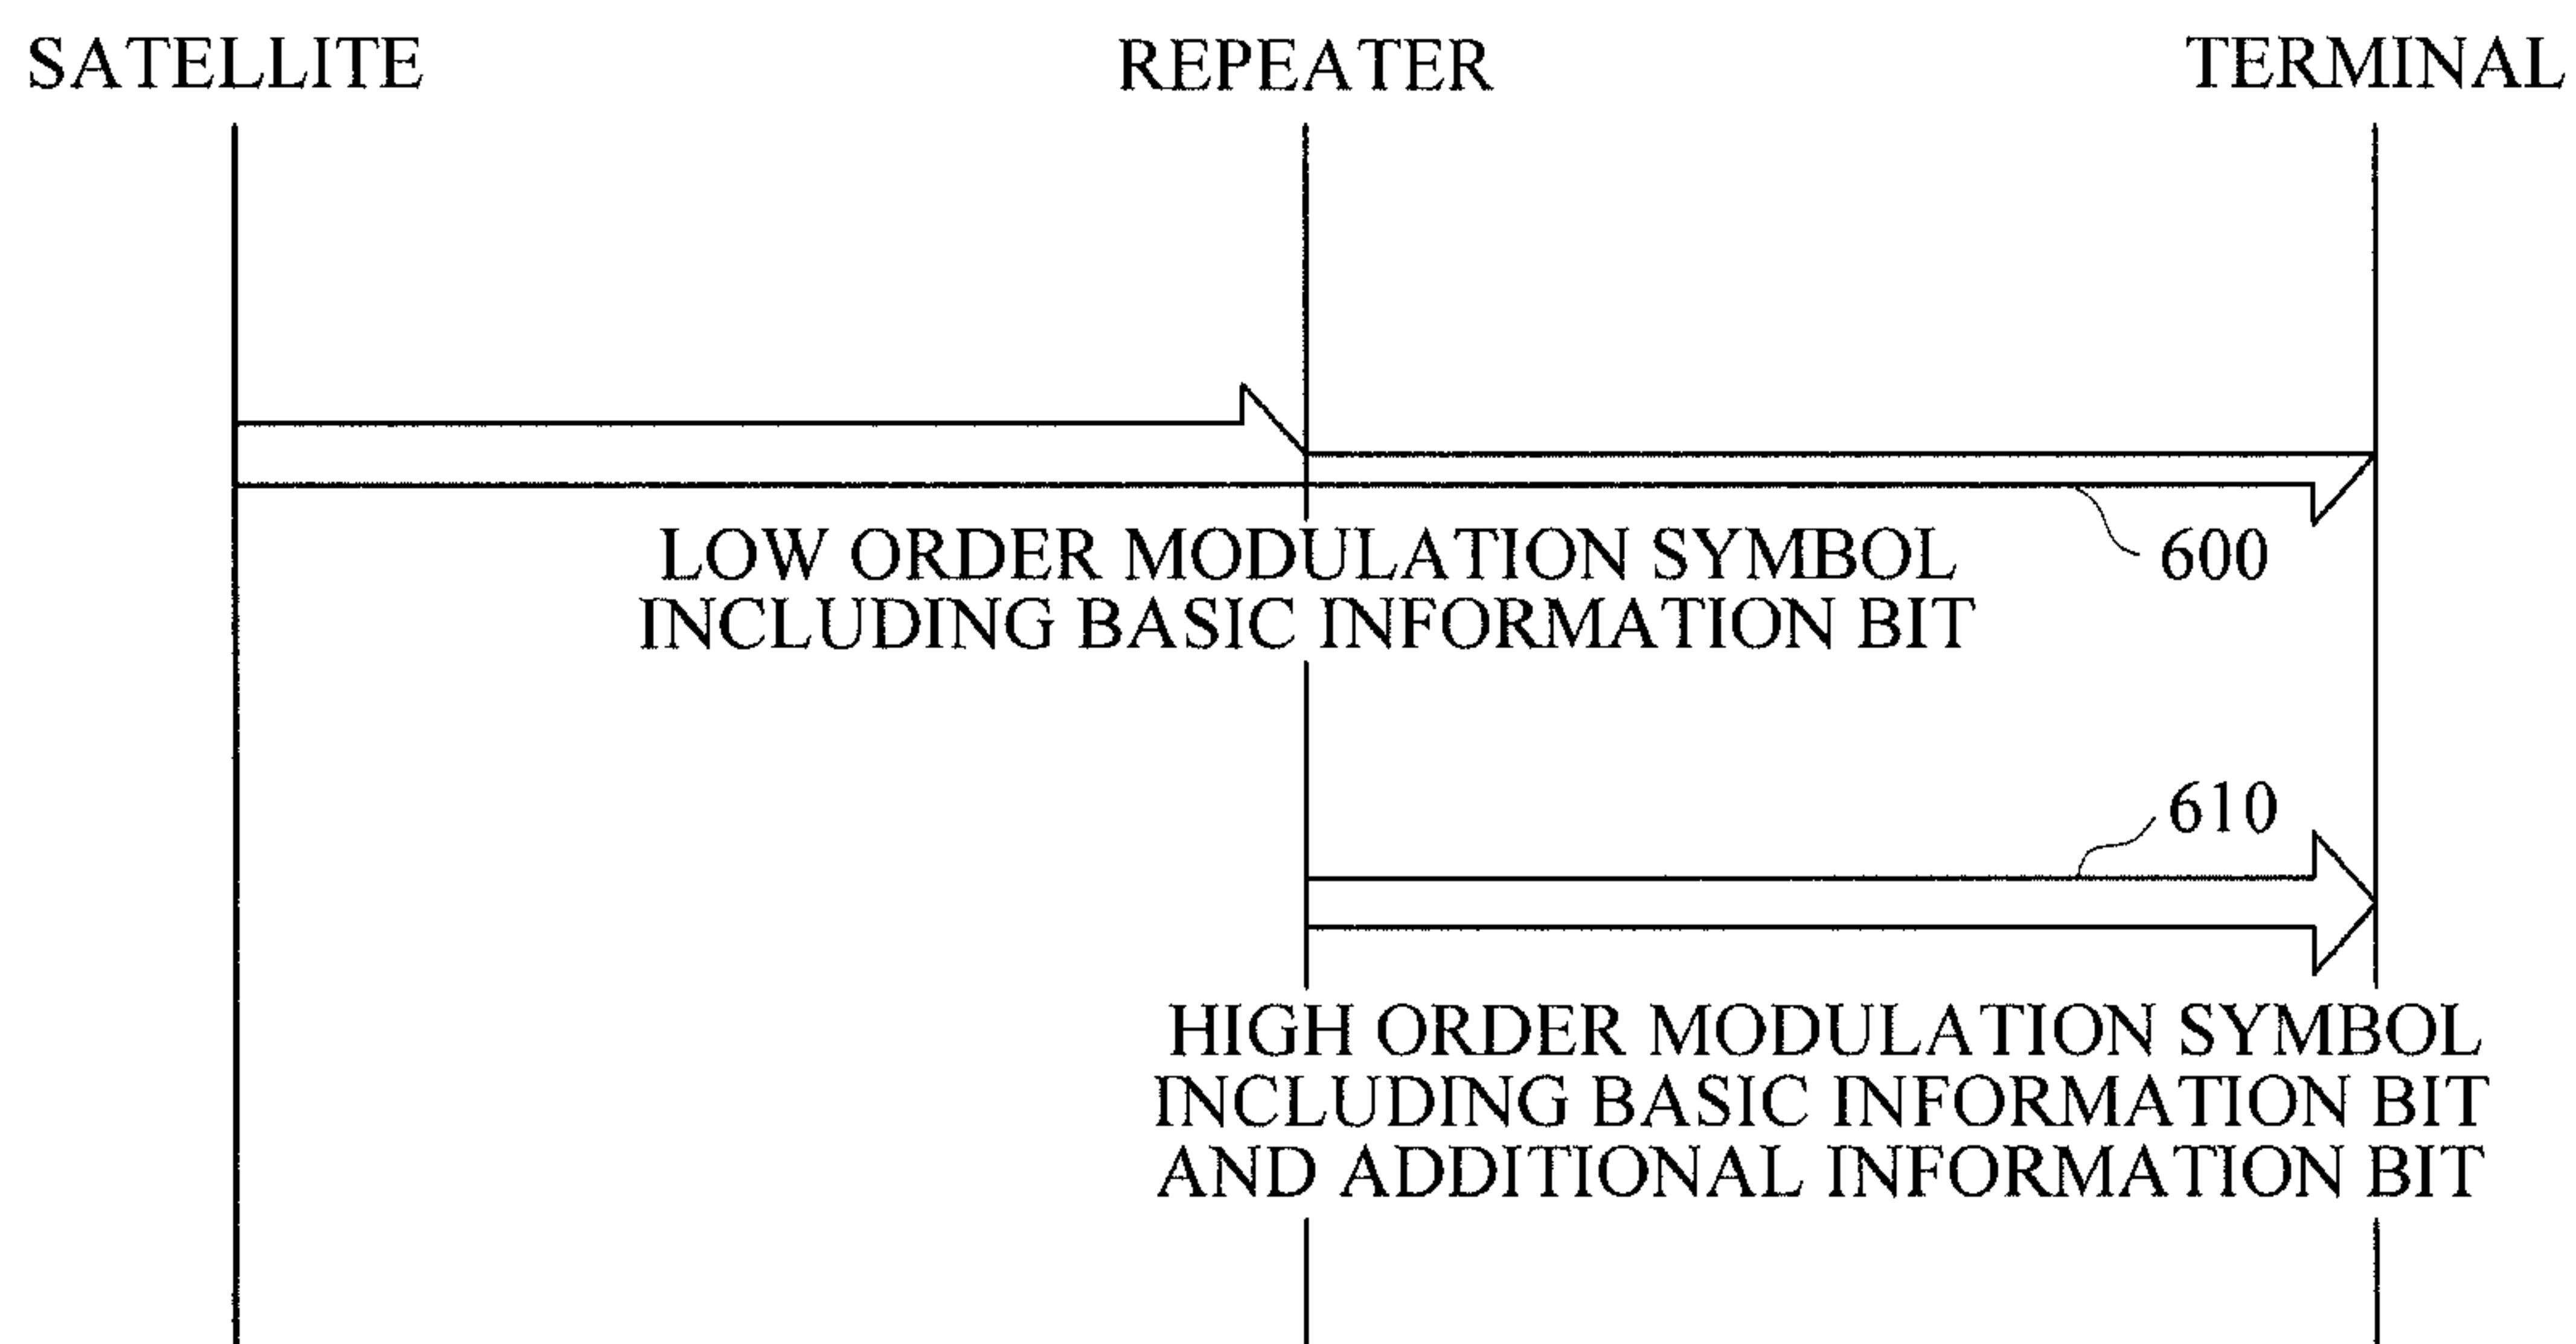 SATELLITE REPEATER TERMINAL
LOW ORDER MODULATION SYMBOL
INCLUDING BASIC INFORMATION BIT
600
610
HIGH ORDER MODULATION SYMBOL
INCLUDING BASIC INFORMATION BIT
AND ADDITIONAL INFORMATION BIT